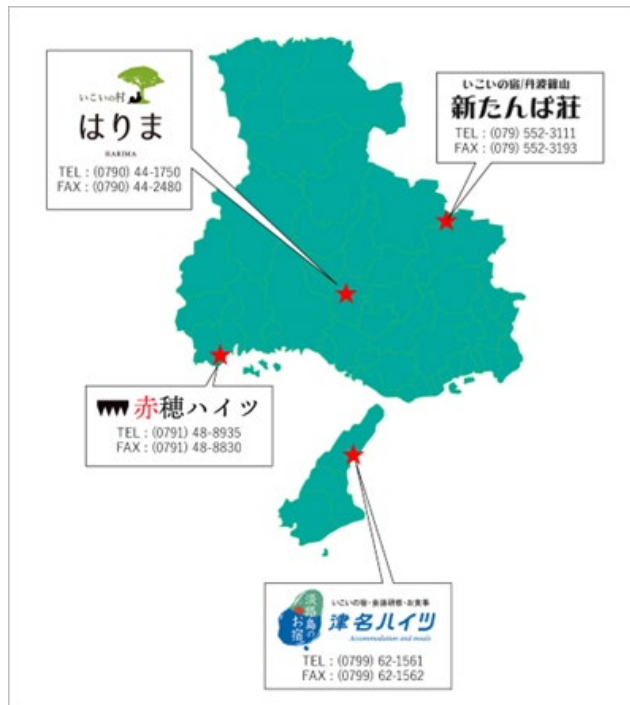 いこいの村
はりま
HARIMA
TEL : (0790) 44-1750
FAX : (0790) 44-2480
いこいの宿/丹波篠山
新たんば荘
TEL : (079) 552-3111
FAX : (079) 552-3193
赤穂ハイツ
TEL : (0791) 48-8935
FAX : (0791) 48-8830
淡路島の
お宿
いこいの宿・会議研修・お食事
津名ハイツ
Accommodation and meals
TEL : (0799) 62-1561
FAX : (0799) 62-1562